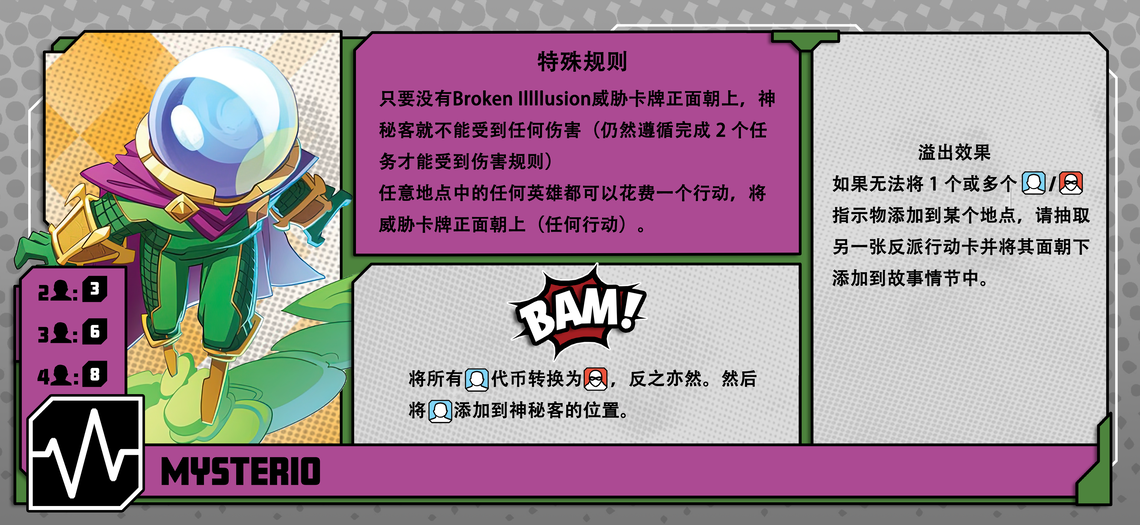 特殊规则
只要没有Broken Illllusion威胁卡牌正面朝上，神
秘客就不能受到任何伤害（仍然遵循完成 2 个任
务才能受到伤害规则）
任意地点中的任何英雄都可以花费一个行动，将
威胁卡牌正面朝上（任何行动）。
溢出效果
如果无法将 1 个或多个 /
指示物添加到某个地点，请抽取
另一张反派行动卡并将其面朝下
添加到故事情节中。
2 : 3
3 : 6
4 : 8
BAM!
将所有 代币转换为 ，反之亦然。然后
将 添加到神秘客的位置。
MYSTERIO